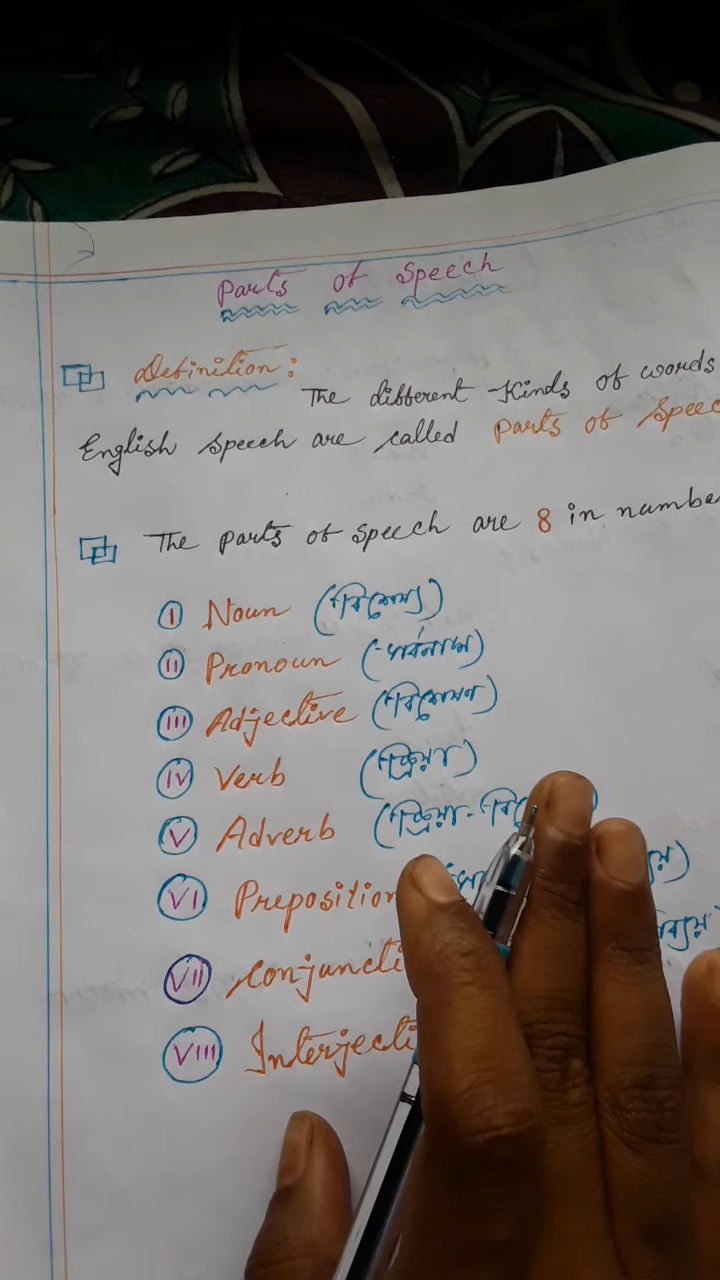 Parts of Speech
Definition:
The different Kinds of words
English speech are called Parts of Speec
The parts of speech are 8 in number
I Noun (বিশেষ্য)
II Pronoun (সর্বনাম)
III Adjective (বিশেষণ)
IV Verb (ক্রিয়া)
V Adverb (ক্রিয়া-বি
VI Preposition
VII Conjuncti
VIII Interjecti